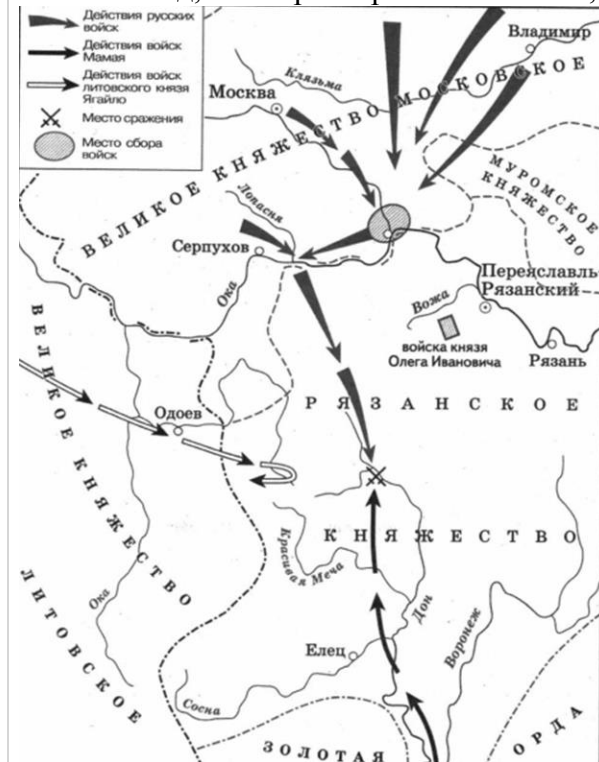 Действия русских
войск
Действия войск
Мамая
Действия войск
литовского князя
Ягайло
Место сражения
Место сбора
войск
Владимир
Клязьма
Москва
ВЕЛИКОЕ КНЯЖЕСТВО МОСКОВСКОЕ
МУРОМСКОЕ
КНЯЖЕСТВО
Лопасня
Серпухов
Ока
Переяславль
Рязанский
Вожа
войска князя
Олега Ивановича
Рязань
РЯЗАНСКОЕ
КНЯЖЕСТВО
Одоев
ВЕЛИКОЕ КНЯЖЕСТВО
ЛИТОВСКОЕ
Красивая Меча
Ока
Дон
Воронеж
Елец
Сосна
ЗОЛОТАЯ
ОРДА